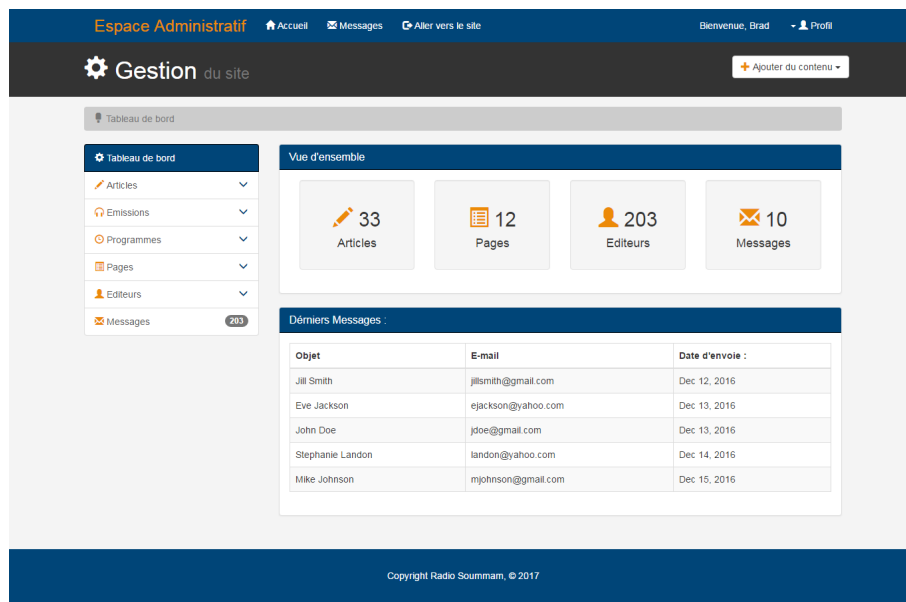 Espace Administratif Accueil Messages Aller vers le site Bienvenue, Brad Profil
Gestion du site Ajouter du contenu
Tableau de bord
Tableau de bord
Articles
Emissions
Programmes
Pages
Editeurs
Messages 203
Vue d'ensemble
33 12 203 10
Articles Pages Editeurs Messages
Dérniers Messages :
Objet E-mail Date d'envoie :
Jill Smith jillsmith@gmail.com Dec 12, 2016
Eve Jackson ejackson@yahoo.com Dec 13, 2016
John Doe jdoe@gmail.com Dec 13, 2016
Stephanie Landon landon@yahoo.com Dec 14, 2016
Mike Johnson mjohnson@gmail.com Dec 15, 2016
Copyright Radio Soummam, © 2017